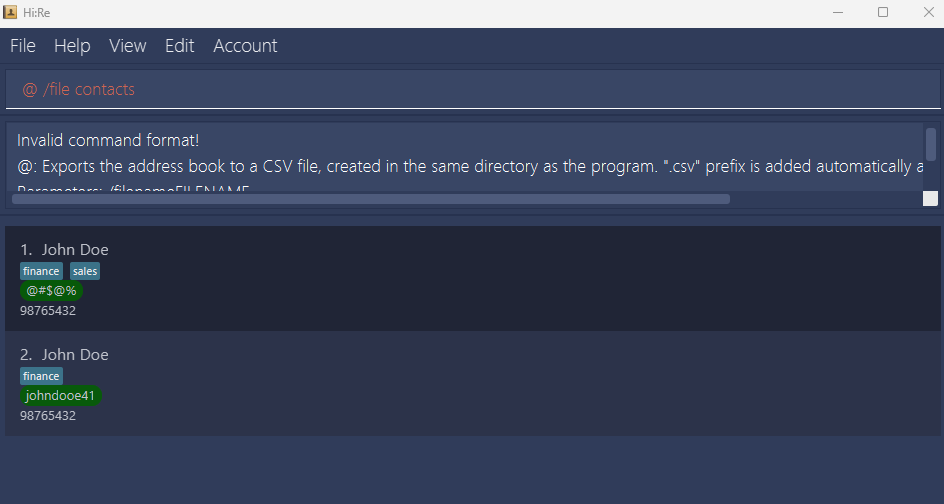 Hi:Re
File Help View Edit Account
@ /file contacts
Invalid command format!
@: Exports the address book to a CSV file, created in the same directory as the program. ".csv" prefix is added automatically a
Parameters: /filenameFILENAME
1. John Doe
finance sales
@#$@%
98765432
2. John Doe
finance
johndooe41
98765432